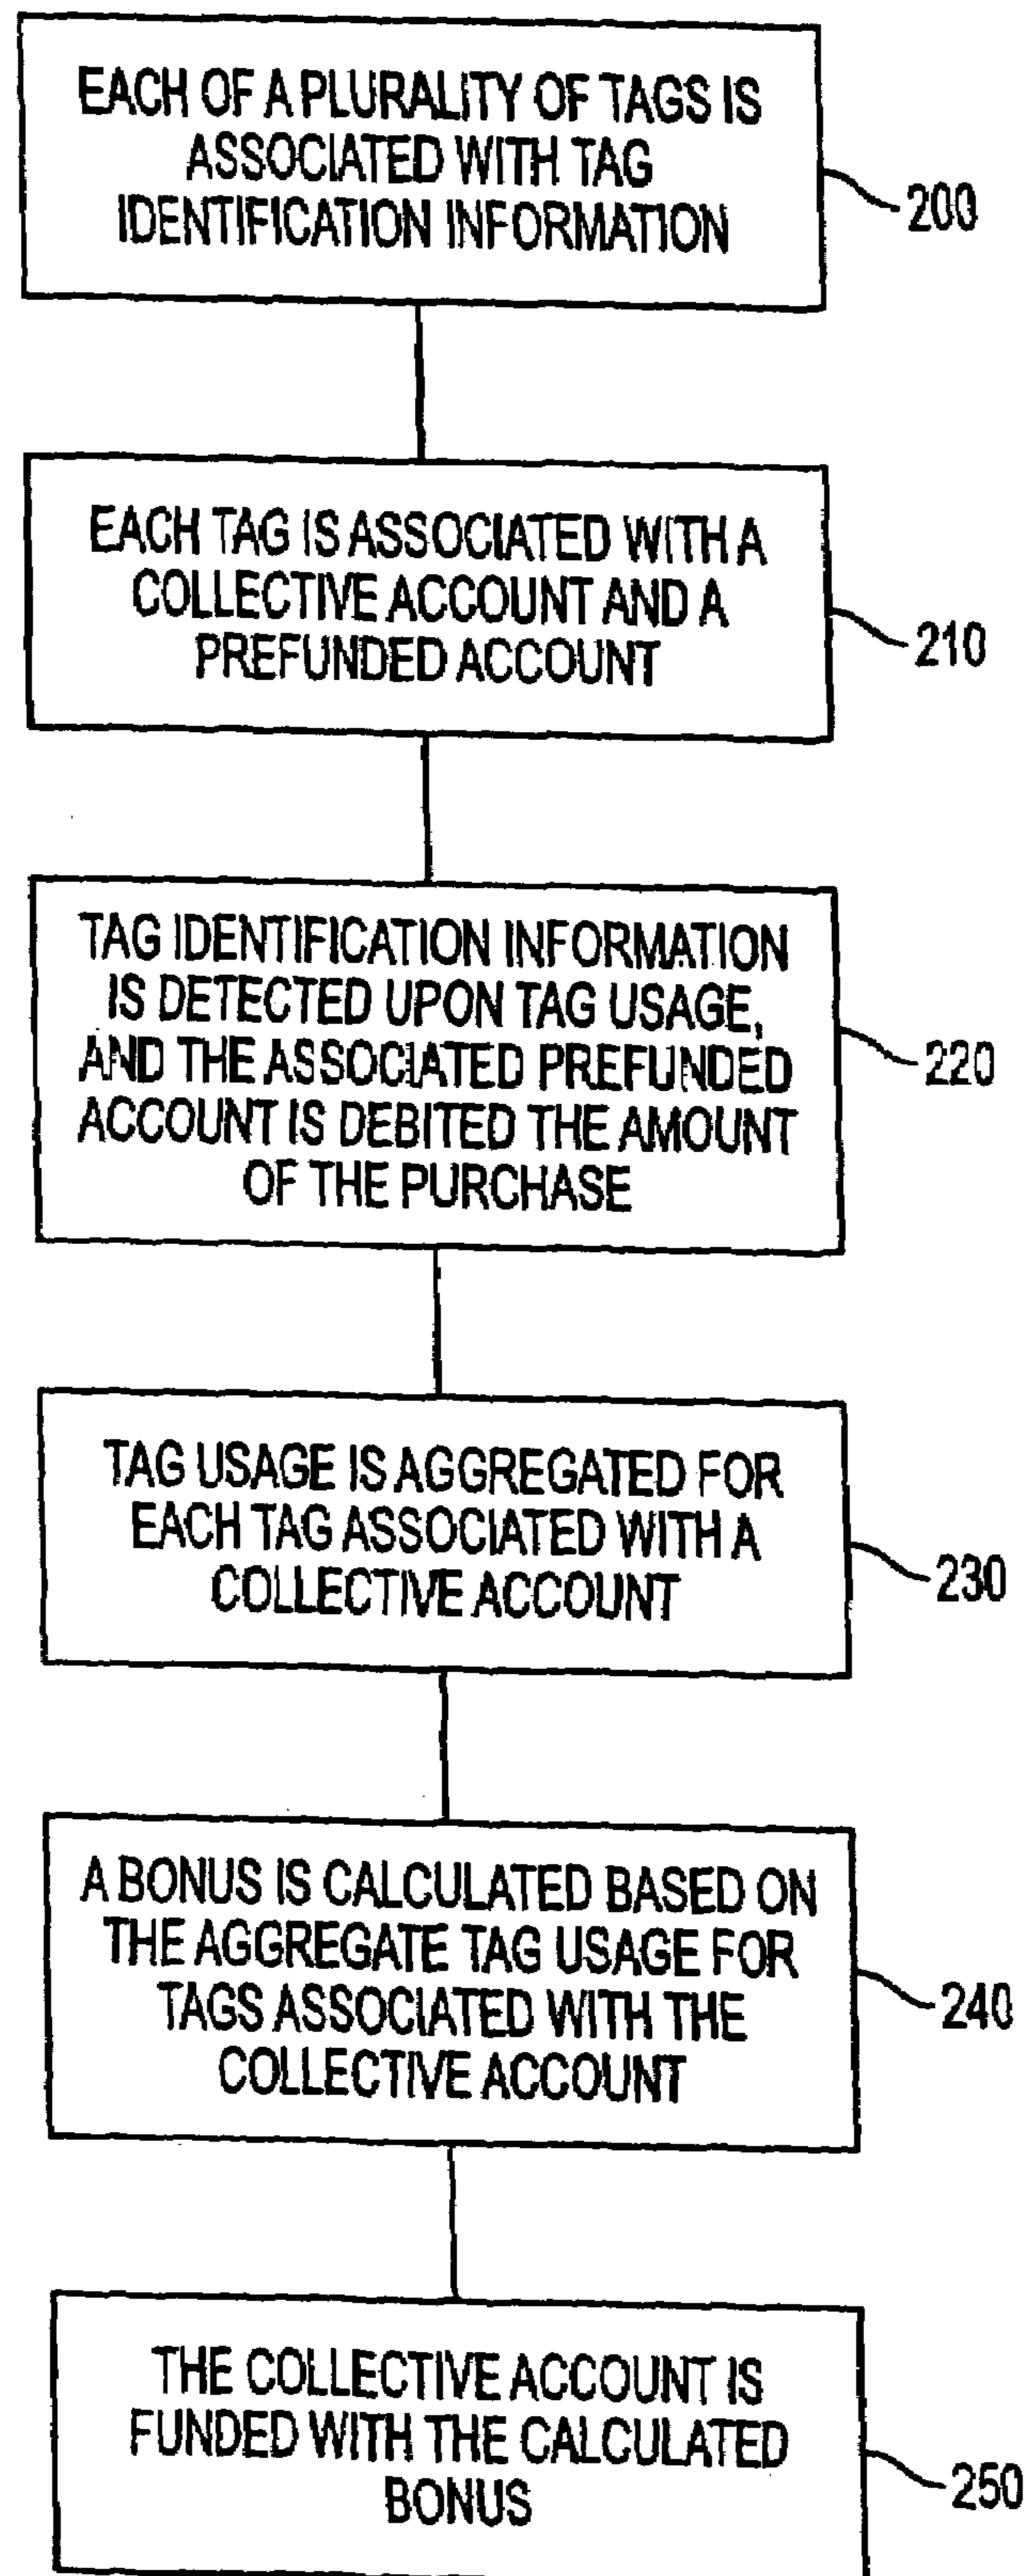 EACH OF A PLURALITY OF TAGS IS
ASSOCIATED WITH TAG
IDENTIFICATION INFORMATION
200
EACH TAG IS ASSOCIATED WITH A
COLLECTIVE ACCOUNT AND A
PREFUNDED ACCOUNT
210
TAG IDENTIFICATION INFORMATION
IS DETECTED UPON TAG USAGE,
AND THE ASSOCIATED PREFUNDED
ACCOUNT IS DEBITED THE AMOUNT
OF THE PURCHASE
220
TAG USAGE IS AGGREGATED FOR
EACH TAG ASSOCIATED WITH A
COLLECTIVE ACCOUNT
230
A BONUS IS CALCULATED BASED ON
THE AGGREGATE TAG USAGE FOR
TAGS ASSOCIATED WITH THE
COLLECTIVE ACCOUNT
240
THE COLLECTIVE ACCOUNT IS
FUNDED WITH THE CALCULATED
BONUS
250